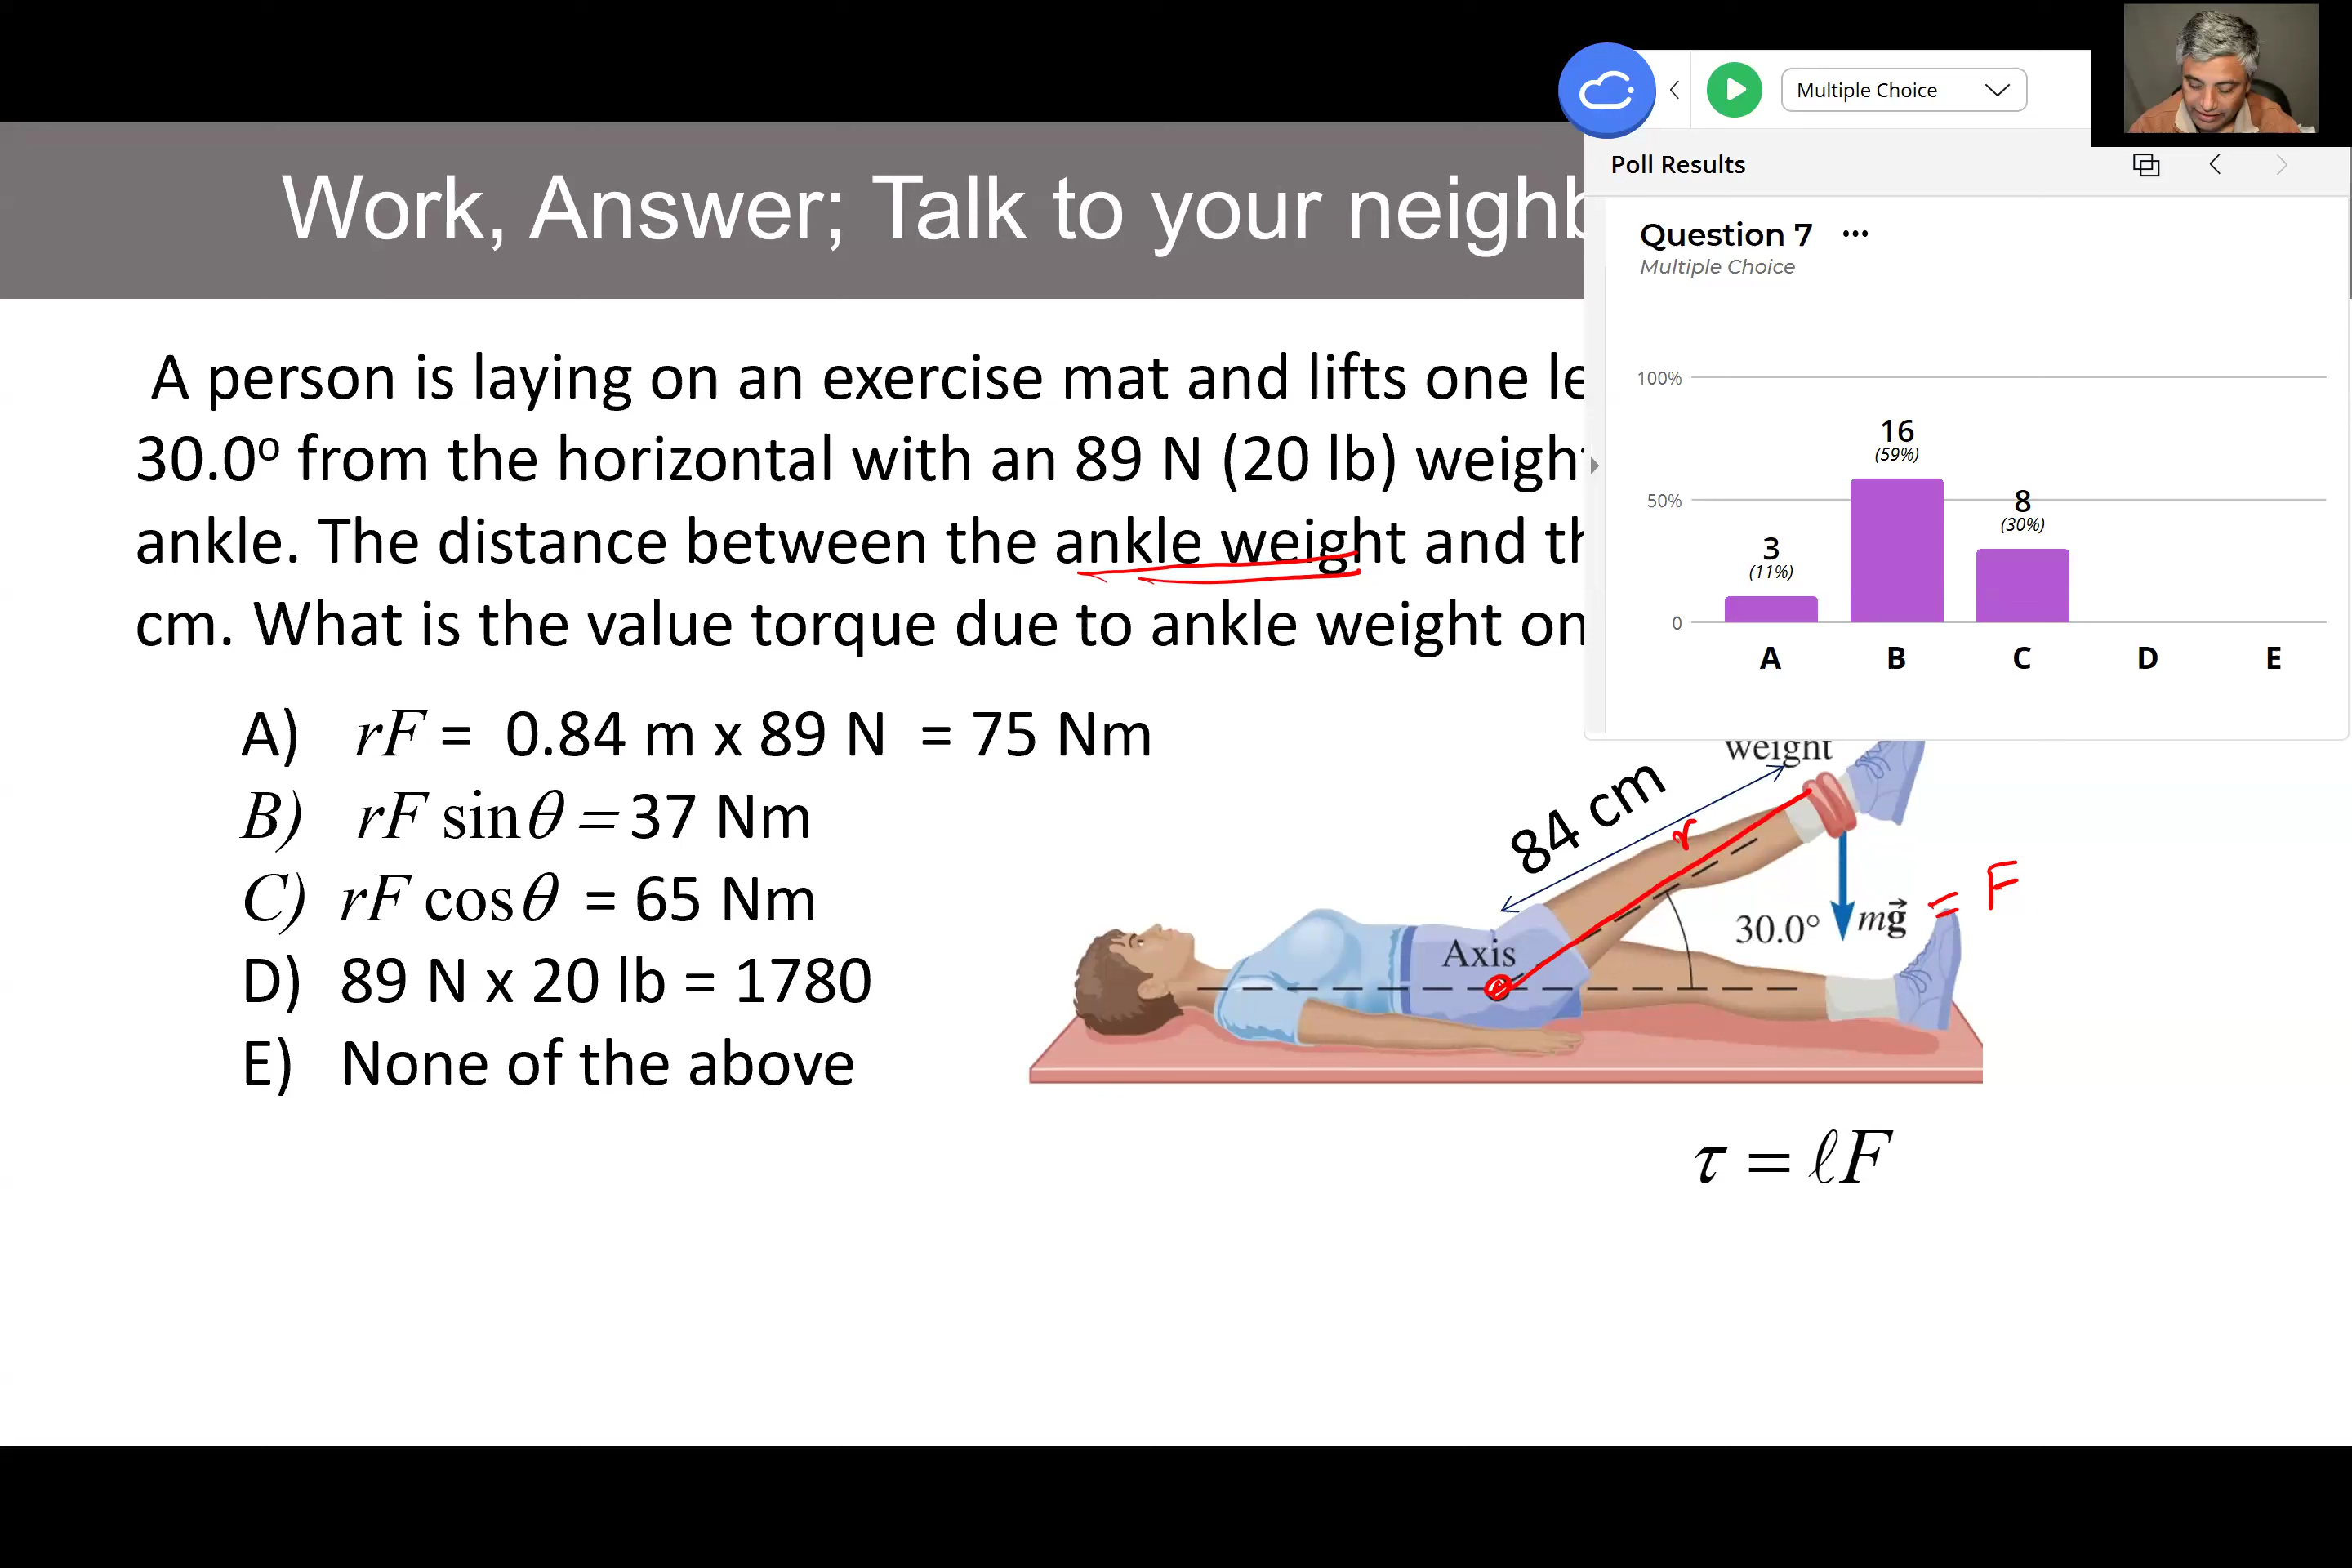 Multiple Choice
Poll Results
Work, Answer; Talk to your neighb
Question 7 •••
Multiple Choice
100%
50%
0
16
(59%)
8
(30%)
3
(11%)
A B C D E
A person is laying on an exercise mat and lifts one le
30.0º from the horizontal with an 89 N (20 lb) weight
ankle. The distance between the ankle weight and th
cm. What is the value torque due to ankle weight on
A) rF = 0.84 m x 89 N = 75 Nm
B) rF sinθ = 37 Nm
C) rF cosθ = 65 Nm
D) 89 N x 20 lb = 1780
E) None of the above
weight
84 cm
r
= F
30.0°
mg⃗
Axis
τ = ℓF